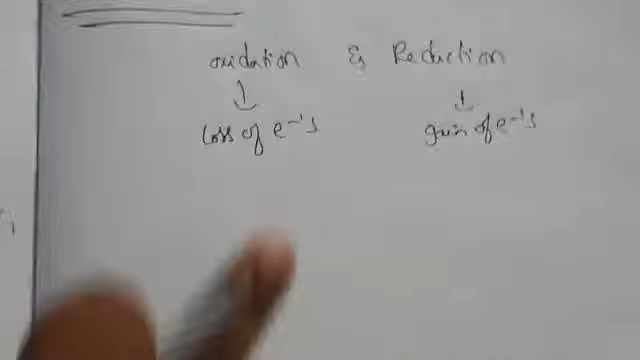 oxidation & Reduction
↓ ↓
loss of e⁻'s gain of e⁻'s